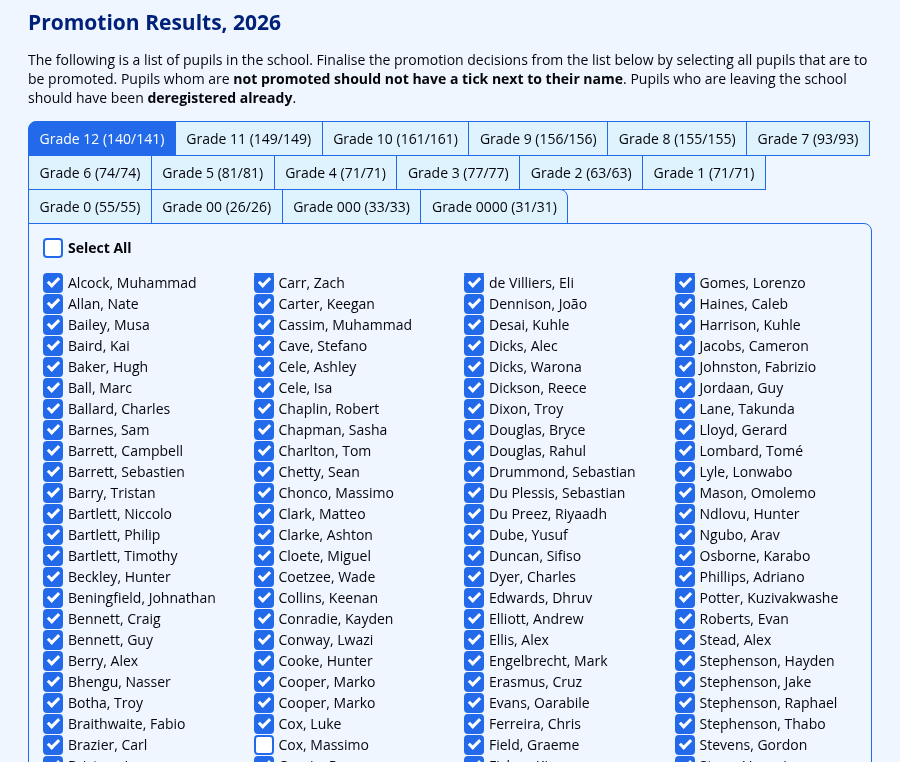 Promotion Results, 2026
The following is a list of pupils in the school. Finalise the promotion decisions from the list below by selecting all pupils that are to
be promoted. Pupils whom are not promoted should not have a tick next to their name. Pupils who are leaving the school
should have been deregistered already.
Grade 12 (140/141) Grade 11 (149/149) Grade 10 (161/161) Grade 9 (156/156) Grade 8 (155/155) Grade 7 (93/93)
Grade 6 (74/74) Grade 5 (81/81) Grade 4 (71/71) Grade 3 (77/77) Grade 2 (63/63) Grade 1 (71/71)
Grade 0 (55/55) Grade 00 (26/26) Grade 000 (33/33) Grade 0000 (31/31)
Select All
Alcock, Muhammad
Allan, Nate
Bailey, Musa
Baird, Kai
Baker, Hugh
Ball, Marc
Ballard, Charles
Barnes, Sam
Barrett, Campbell
Barrett, Sebastien
Barry, Tristan
Bartlett, Niccolo
Bartlett, Philip
Bartlett, Timothy
Beckley, Hunter
Beningfield, Johnathan
Bennett, Craig
Bennett, Guy
Berry, Alex
Bhengu, Nasser
Botha, Troy
Braithwaite, Fabio
Brazier, Carl
Carr, Zach
Carter, Keegan
Cassim, Muhammad
Cave, Stefano
Cele, Ashley
Cele, Isa
Chaplin, Robert
Chapman, Sasha
Charlton, Tom
Chetty, Sean
Chonco, Massimo
Clark, Matteo
Clarke, Ashton
Cloete, Miguel
Coetzee, Wade
Collins, Keenan
Conradie, Kayden
Conway, Lwazi
Cooke, Hunter
Cooper, Marko
Cooper, Marko
Cox, Luke
Cox, Massimo
de Villiers, Eli
Dennison, João
Desai, Kuhle
Dicks, Alec
Dicks, Warona
Dickson, Reece
Dixon, Troy
Douglas, Bryce
Douglas, Rahul
Drummond, Sebastian
Du Plessis, Sebastian
Du Preez, Riyaadh
Dube, Yusuf
Duncan, Sifiso
Dyer, Charles
Edwards, Dhruv
Elliott, Andrew
Ellis, Alex
Engelbrecht, Mark
Erasmus, Cruz
Evans, Oarabile
Ferreira, Chris
Field, Graeme
Gomes, Lorenzo
Haines, Caleb
Harrison, Kuhle
Jacobs, Cameron
Johnston, Fabrizio
Jordaan, Guy
Lane, Takunda
Lloyd, Gerard
Lombard, Tomé
Lyle, Lonwabo
Mason, Omolemo
Ndlovu, Hunter
Ngubo, Arav
Osborne, Karabo
Phillips, Adriano
Potter, Kuzivakwashe
Roberts, Evan
Stead, Alex
Stephenson, Hayden
Stephenson, Jake
Stephenson, Raphael
Stephenson, Thabo
Stevens, Gordon